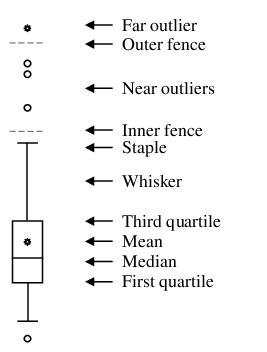 Far outlier
Outer fence
Near outliers
Inner fence
Staple
Whisker
Third quartile
Mean
Median
First quartile